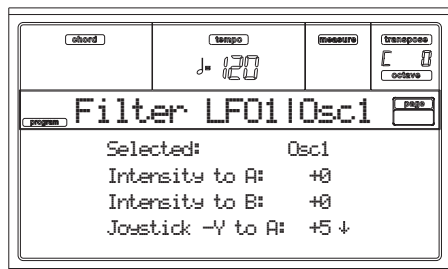 chord tempo measure transpose
♩= 120 C 0
octave
program Filter LFO1|Osc1 page
Selected: Osc1
Intensity to A: +0
Intensity to B: +0
Joystick -Y to A: +5 ↓